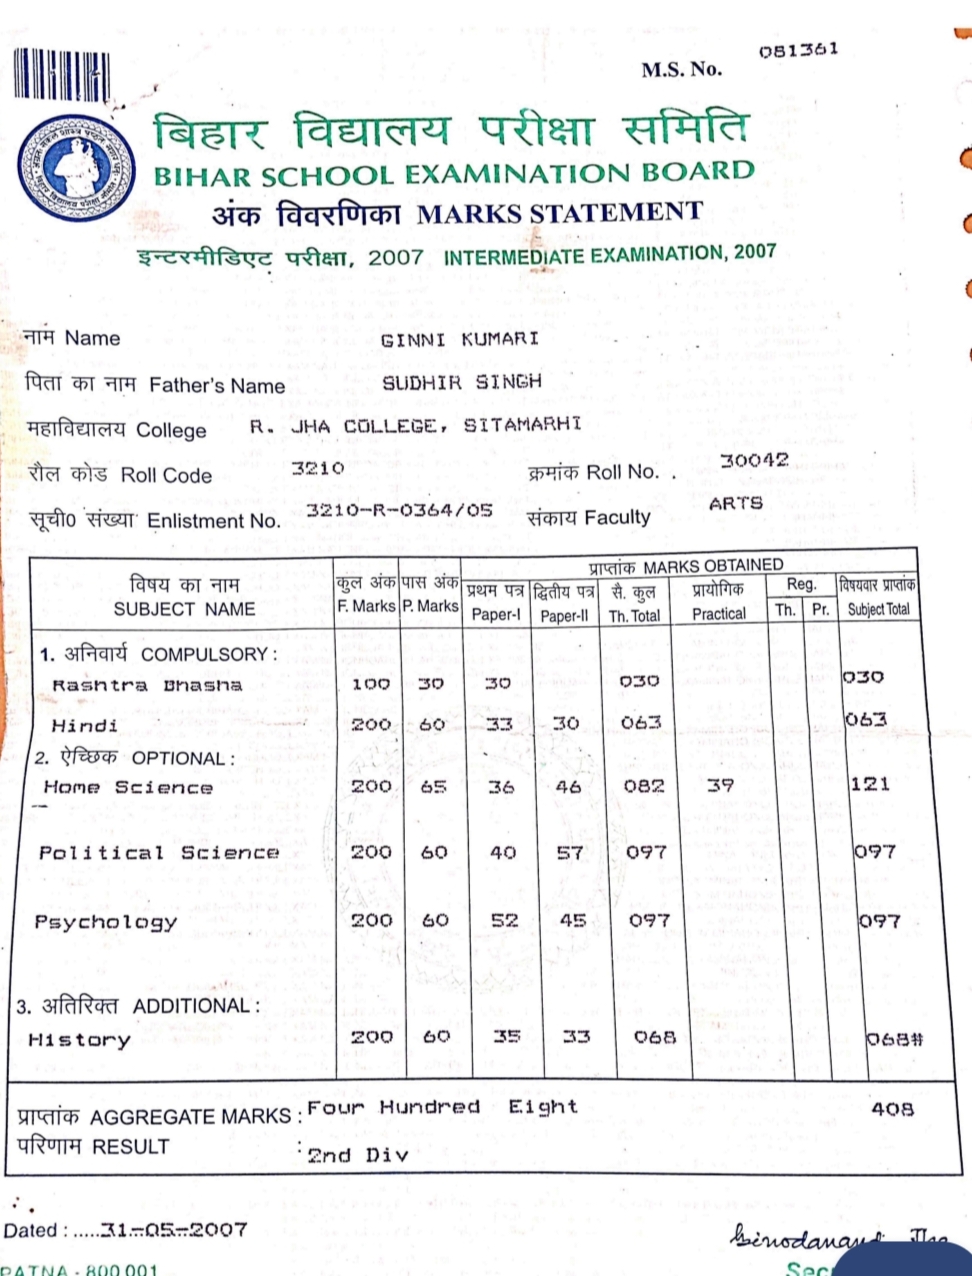 M.S. No. 081361
बिहार विद्यालय परीक्षा समिति
BIHAR SCHOOL EXAMINATION BOARD
अंक विवरणिका MARKS STATEMENT
इन्टरमीडिएट परीक्षा, 2007 INTERMEDIATE EXAMINATION, 2007
नाम Name GINNI KUMARI
पिता का नाम Father's Name SUDHIR SINGH
महाविद्यालय College R. JHA COLLEGE, SITAMARHI
रौल कोड Roll Code 3210 क्रमांक Roll No. . 30042
सूची० संख्या Enlistment No. 3210-R-0364/05 संकाय Faculty ARTS
विषय का नाम कुल अंक पास अंक प्राप्तांक MARKS OBTAINED
SUBJECT NAME F. Marks P. Marks प्रथम पत्र द्वितीय पत्र सै. कुल प्रायोगिक Reg. विषयवार प्राप्तांक
Paper-I Paper-II Th. Total Practical Th. Pr. Subject Total
1. अनिवार्य COMPULSORY :
Rashtra Bhasha 100 30 30 030 030
Hindi 200 60 33 30 063 063
2. ऐच्छिक OPTIONAL :
Home Science 200 65 36 46 082 39 121
Political Science 200 60 40 57 097 097
Psychology 200 60 52 45 097 097
3. अतिरिक्त ADDITIONAL :
History 200 60 35 33 068 068#
प्राप्तांक AGGREGATE MARKS : Four Hundred Eight 408
परिणाम RESULT : 2nd Div
Dated : .....31-05-2007
Binodanand Jha
PATNA - 800 001